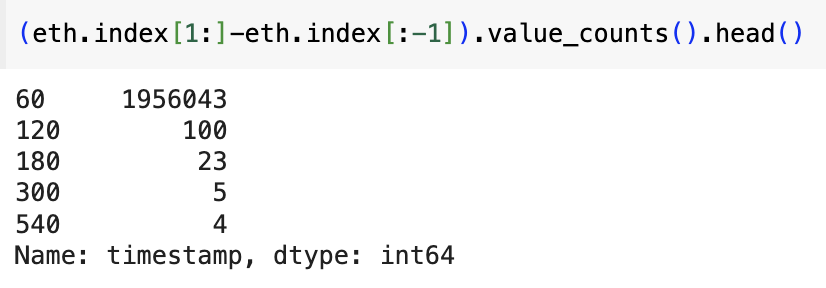 (eth.index[1:]-eth.index[:-1]).value_counts().head()
60 1956043
120 100
180 23
300 5
540 4
Name: timestamp, dtype: int64